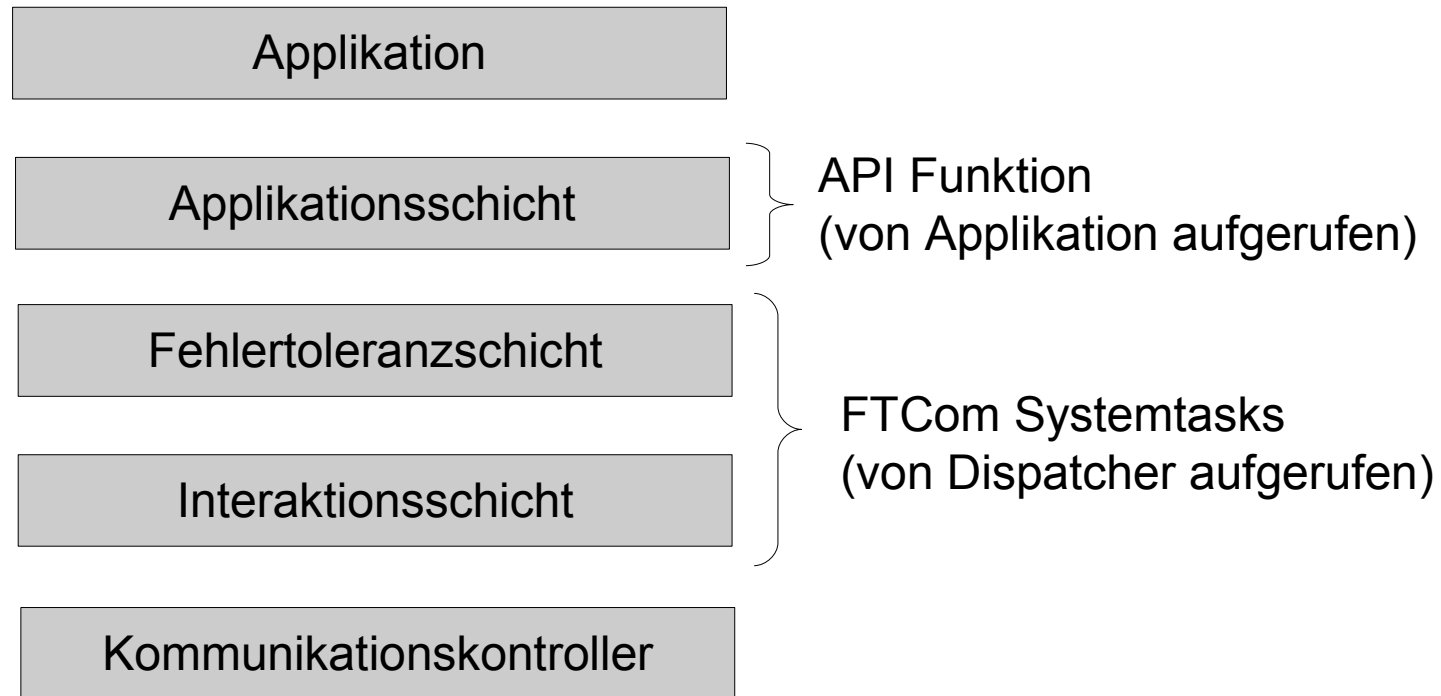 Applikation
Applikationsschicht
API Funktion
(von Applikation aufgerufen)
Fehlertoleranzschicht
Interaktionsschicht
FTCom Systemtasks
(von Dispatcher aufgerufen)
Kommunikationskontroller